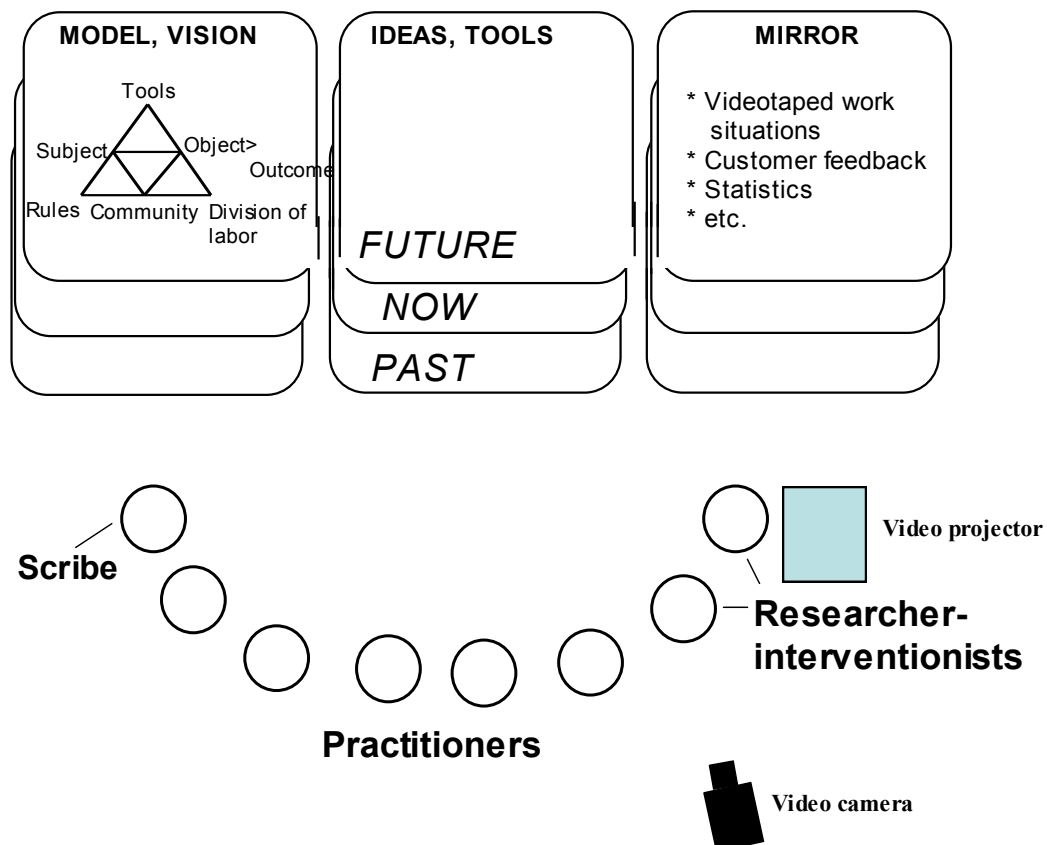 MODEL, VISION
Tools
Subject
Object>
Outcome
Rules
Community
Division of
labor
IDEAS, TOOLS
FUTURE
NOW
PAST
MIRROR
* Videotaped work
situations
* Customer feedback
* Statistics
* etc.
Scribe
Practitioners
Video projector
Researcher-
interventionists
Video camera